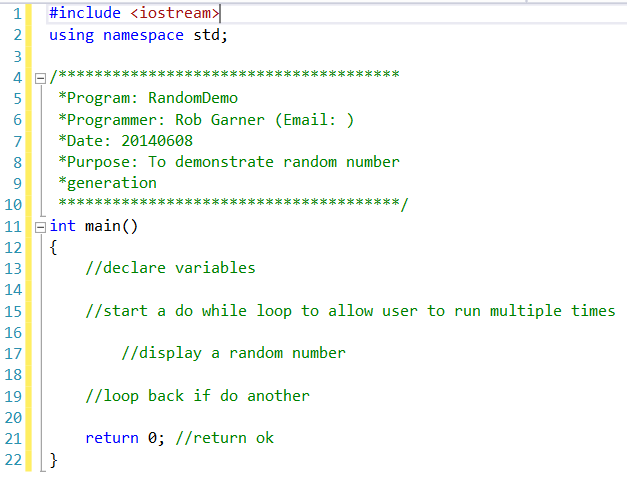 1 #include <iostream>
2 using namespace std;
3
4 /**************************************
5 *Program: RandomDemo
6 *Programmer: Rob Garner (Email: )
7 *Date: 20140608
8 *Purpose: To demonstrate random number
9 *generation
10 **************************************/
11 int main()
12 {
13 //declare variables
14
15 //start a do while loop to allow user to run multiple times
16
17 //display a random number
18
19 //loop back if do another
20
21 return 0; //return ok
22 }